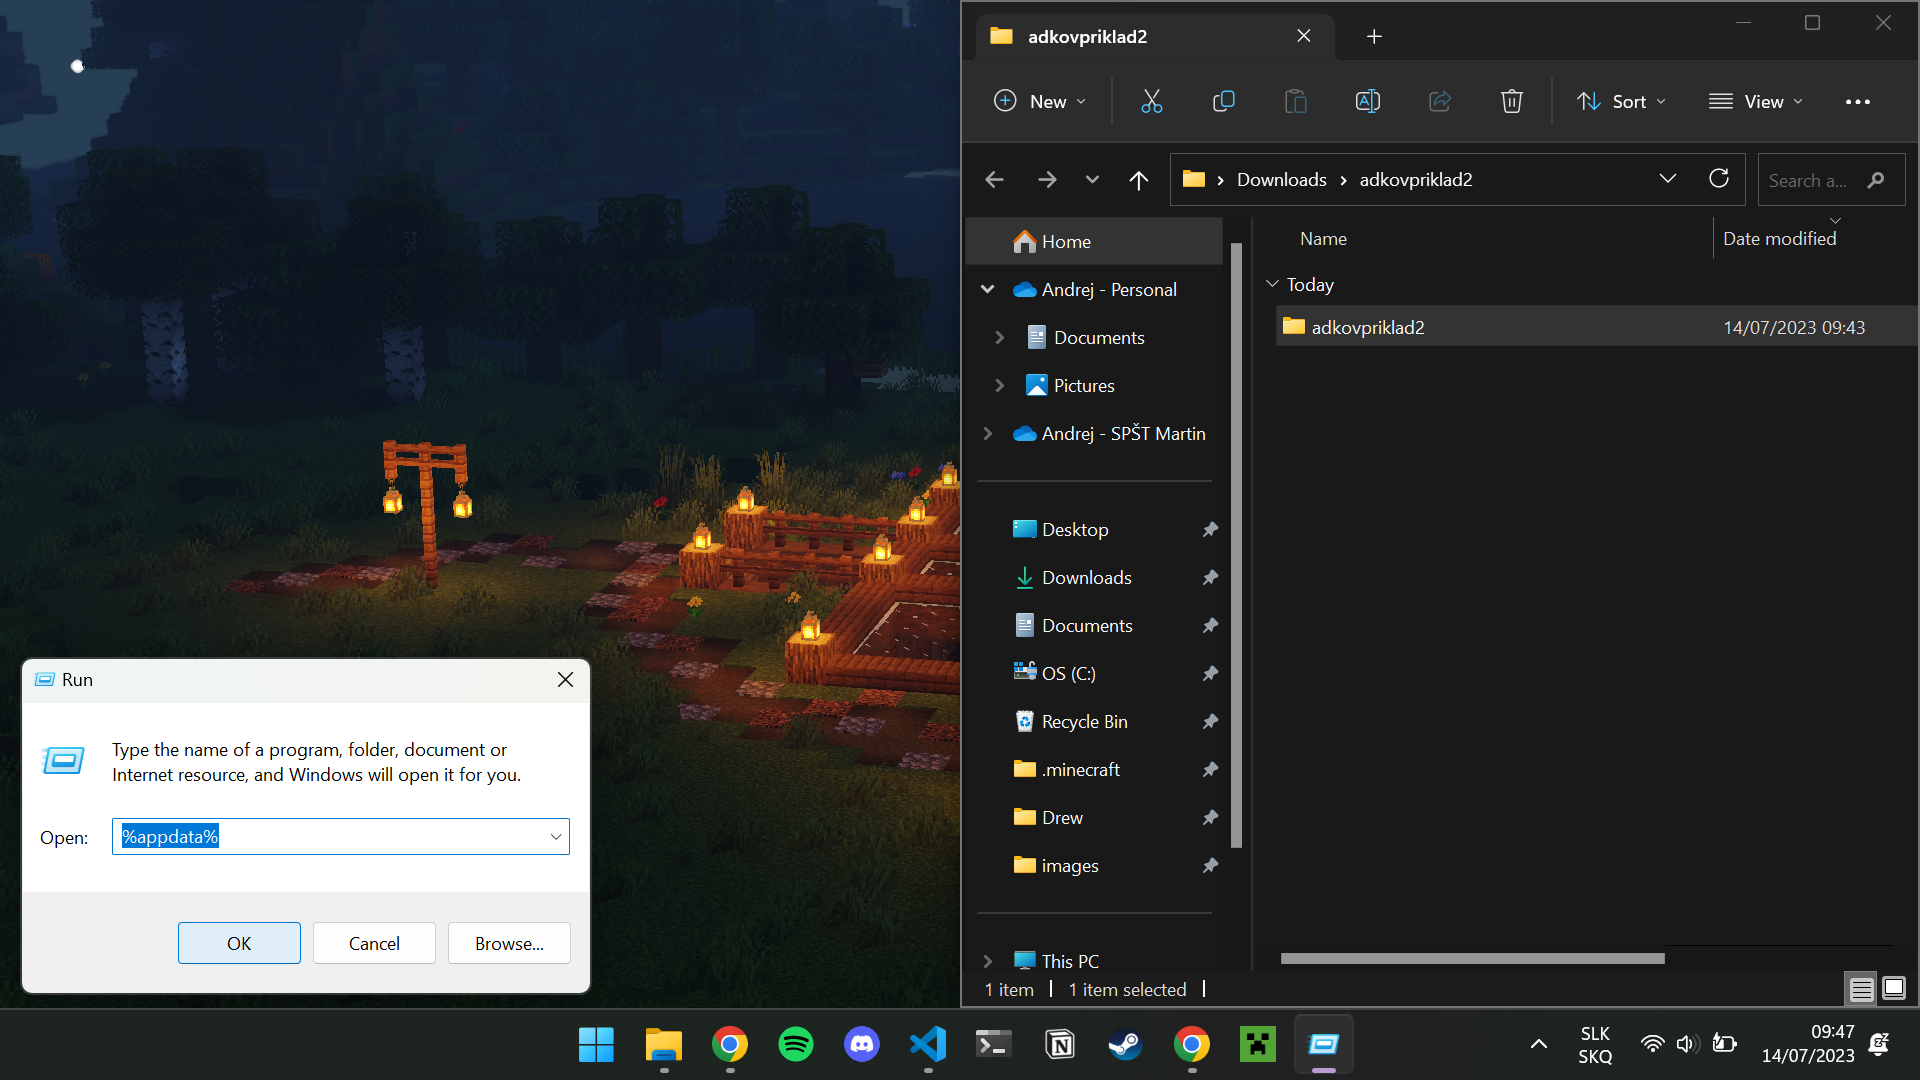 adkovpriklad2
New
Sort
View
Downloads
adkovpriklad2
Search a...
Home
Andrej - Personal
Documents
Pictures
Andrej - SPŠT Martin
Desktop
Downloads
Documents
OS (C:)
Recycle Bin
.minecraft
Drew
images
This PC
Name
Date modified
Today
adkovpriklad2
14/07/2023 09:43
1 item
1 item selected
Run
Type the name of a program, folder, document or
Internet resource, and Windows will open it for you.
Open:
%appdata%
OK
Cancel
Browse...
SLK
SKQ
09:47
14/07/2023